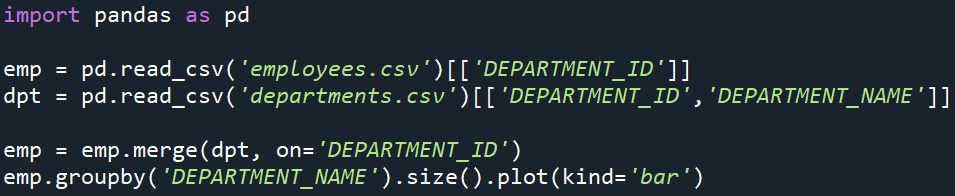 import pandas as pd
emp = pd.read_csv('employees.csv')[['DEPARTMENT_ID']]
dpt = pd.read_csv('departments.csv')[['DEPARTMENT_ID','DEPARTMENT_NAME']]
emp = emp.merge(dpt, on='DEPARTMENT_ID')
emp.groupby('DEPARTMENT_NAME').size().plot(kind='bar')